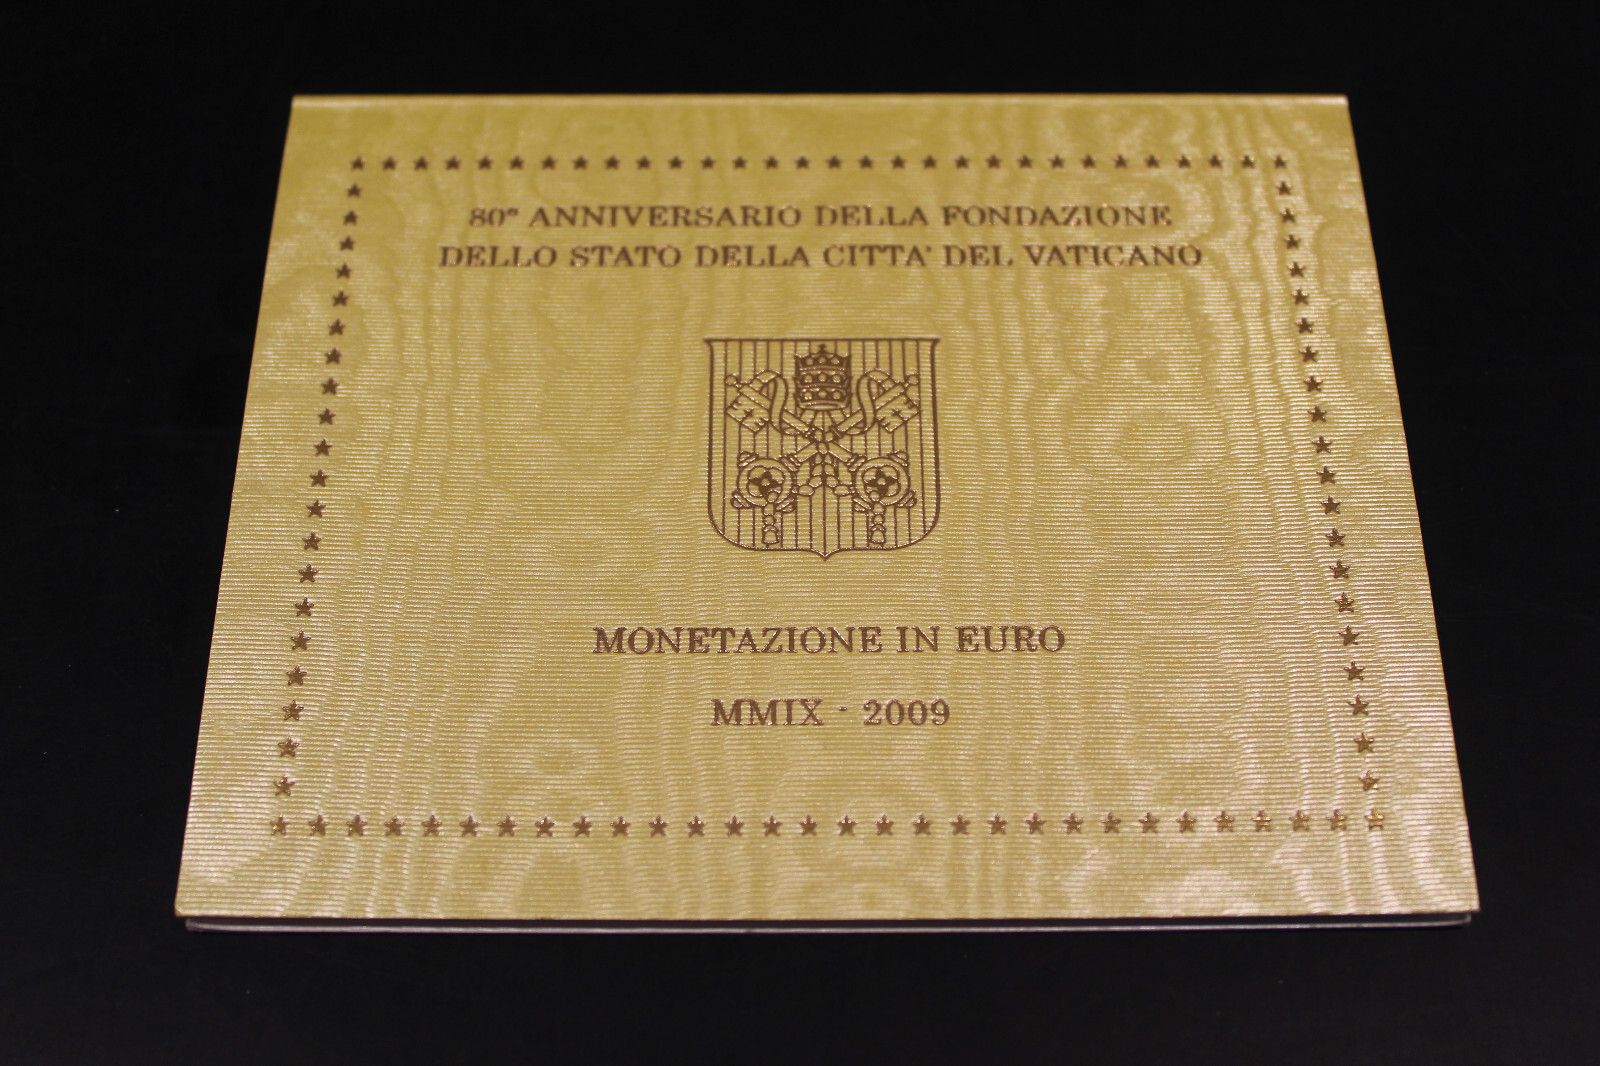 80° ANNIVERSARIO DELLA FONDAZIONE
DELLO STATO DELLA CITTA' DEL VATICANO
MONETAZIONE IN EURO
MMIX - 2009